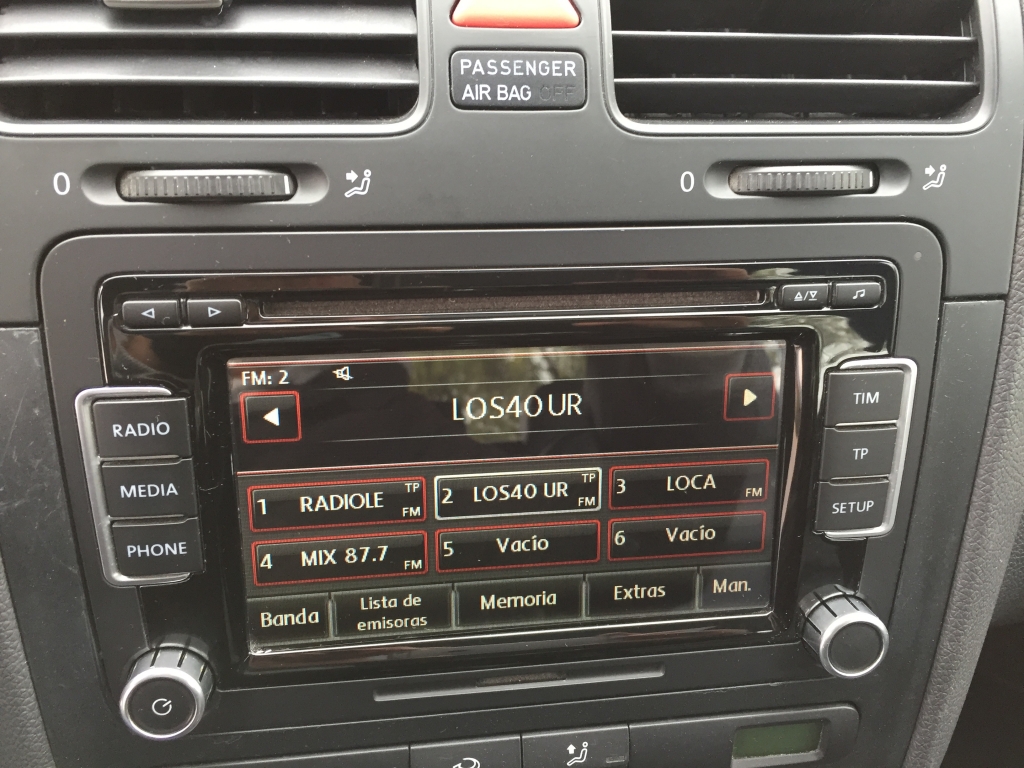 PASSENGER
AIR BAG OFF
0
0
FM: 2
LOS40 UR
RADIO
MEDIA
PHONE
TIM
TP
SETUP
1 RADIOLE TP FM
2 LOS40 UR TP FM
3 LOCA FM
4 MIX 87.7 FM
5 Vacío
6 Vacío
Banda
Lista de
emisoras
Memoria
Extras
Man.